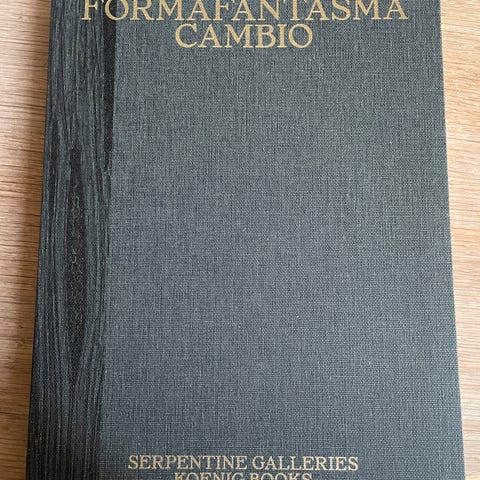 FORMAFANTASMA
CAMBIO
SERPENTINE GALLERIES
KOENIG BOOKS